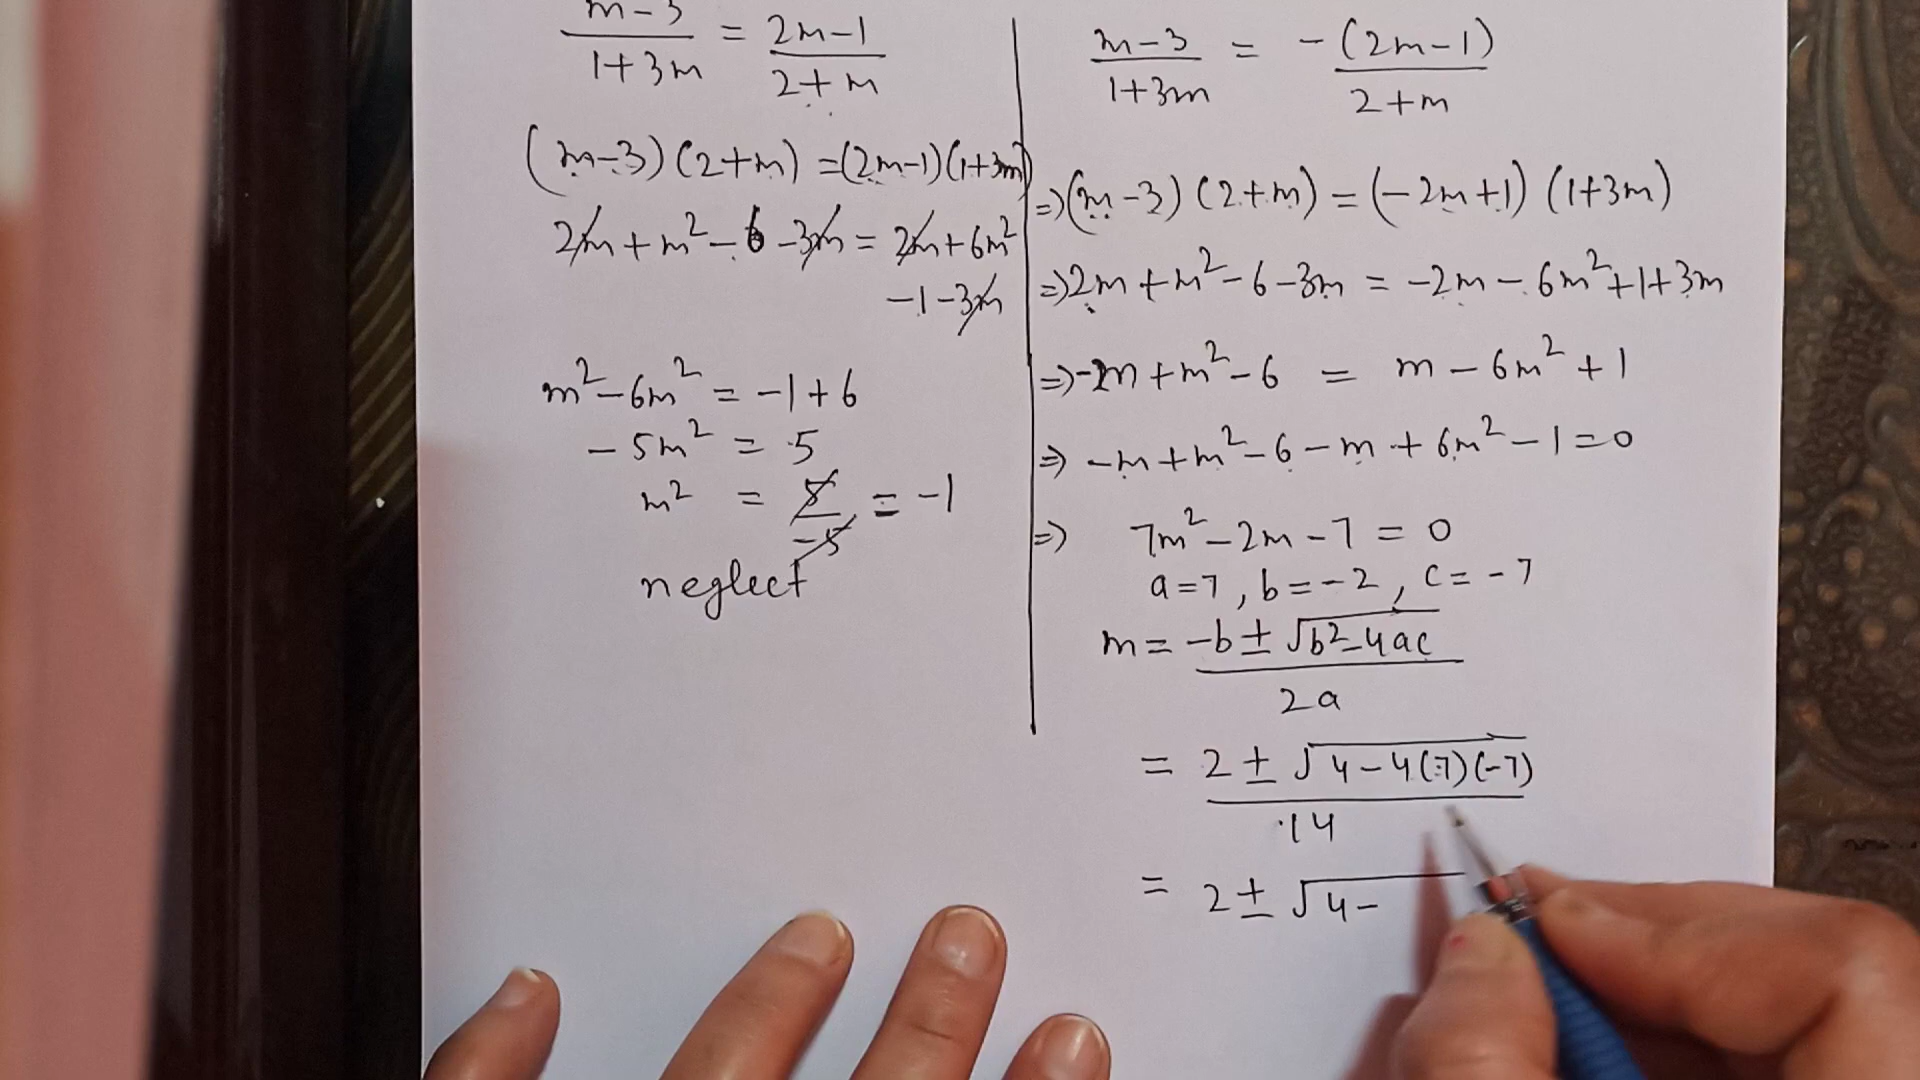 m-3/1+3m = 2m-1/2+m
(m-3)(2+m) = (2m-1)(1+3m)
2m + m² - 6 - 3m = 2m + 6m²
-1 - 3m
m² - 6m² = -1 + 6
- 5m² = 5
m² = 5/-5 = -1
neglect
m-3/1+3m = -(2m-1)/2+m
⇒ (m-3)(2+m) = (-2m+1)(1+3m)
⇒ 2m + m² - 6 - 3m = -2m - 6m² + 1 + 3m
⇒ -m + m² - 6 = m - 6m² + 1
⇒ -m + m² - 6 - m + 6m² - 1 = 0
⇒ 7m² - 2m - 7 = 0
a = 7, b = -2, c = -7
m = -b ± √b² - 4ac/2a
= 2 ± √4 - 4(7)(-7)/14
= 2 ± √4 -